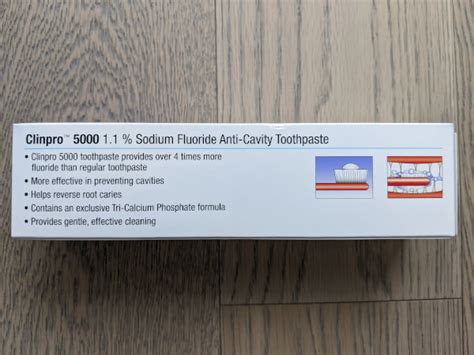 Clinpro™ 5000 1.1 % Sodium Fluoride Anti-Cavity Toothpaste
• Clinpro 5000 toothpaste provides over 4 times more
fluoride than regular toothpaste
• More effective in preventing cavities
• Helps reverse root caries
• Contains an exclusive Tri-Calcium Phosphate formula
• Provides gentle, effective cleaning